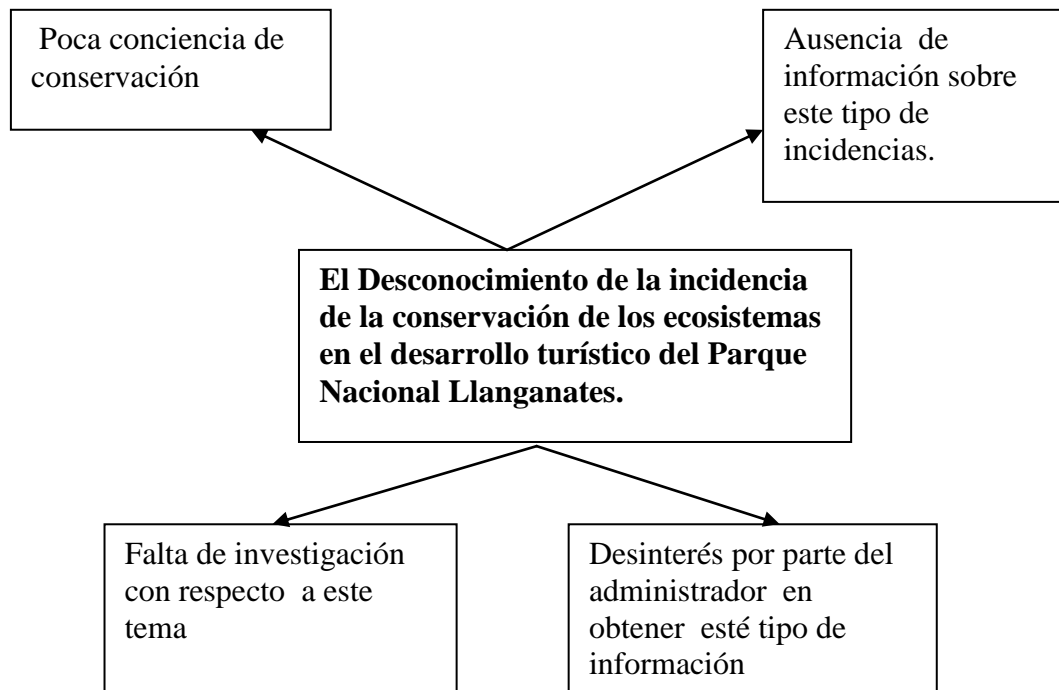 Poca conciencia de
conservación
Ausencia de
información sobre
este tipo de
incidencias.
El Desconocimiento de la incidencia
de la conservación de los ecosistemas
en el desarrollo turístico del Parque
Nacional Llanganates.
Falta de investigación
con respecto a este
tema
Desinterés por parte del
administrador en
obtener esté tipo de
información